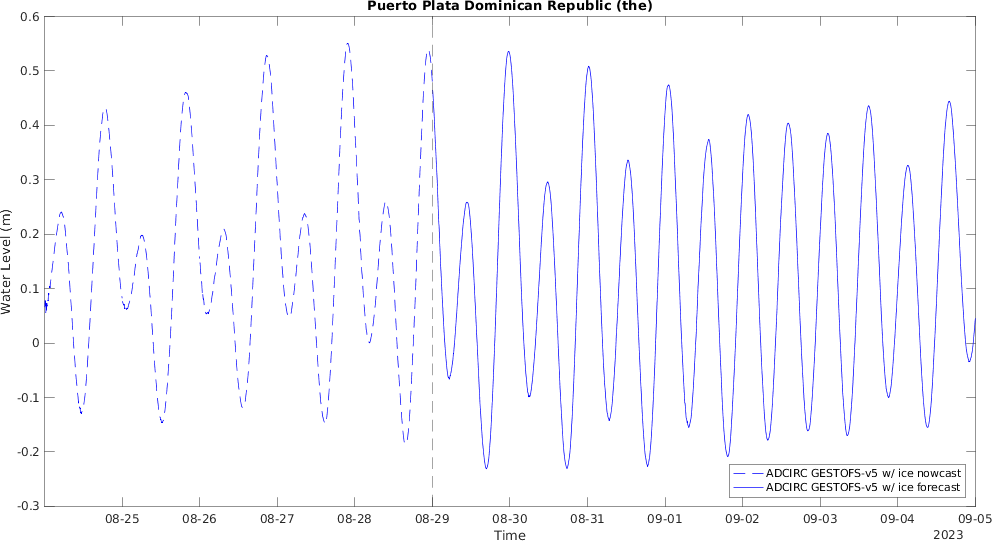 Puerto Plata Dominican Republic (the)
0.6
0.5
0.4
0.3
0.2
0.1
0
-0.1
-0.2
-0.3
Water Level (m)
ADCIRC GESTOFS-v5 w/ ice nowcast
ADCIRC GESTOFS-v5 w/ ice forecast
08-25 08-26 08-27 08-28 08-29 08-30 08-31 09-01 09-02 09-03 09-04 09-05
Time
2023